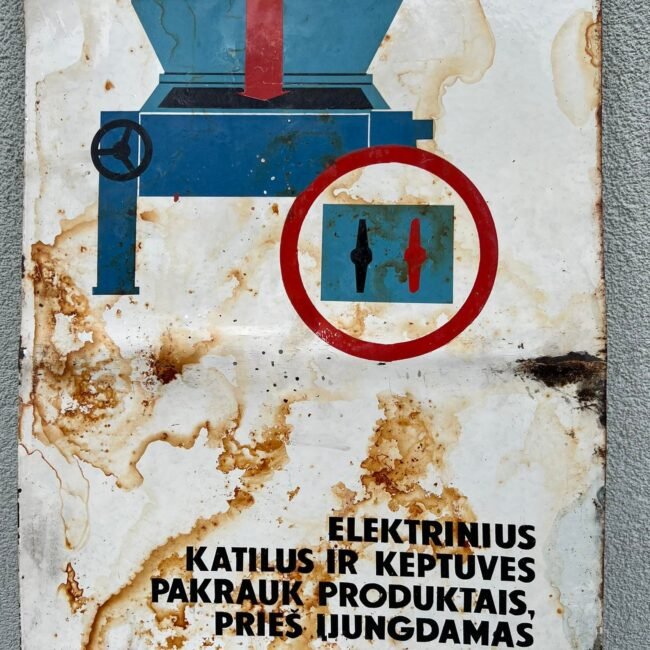 ELEKTRINIUS
KATILUS IR KEPTUVES
PAKRAUK PRODUKTAIS,
PRIEŠ ĮJUNGDAMAS